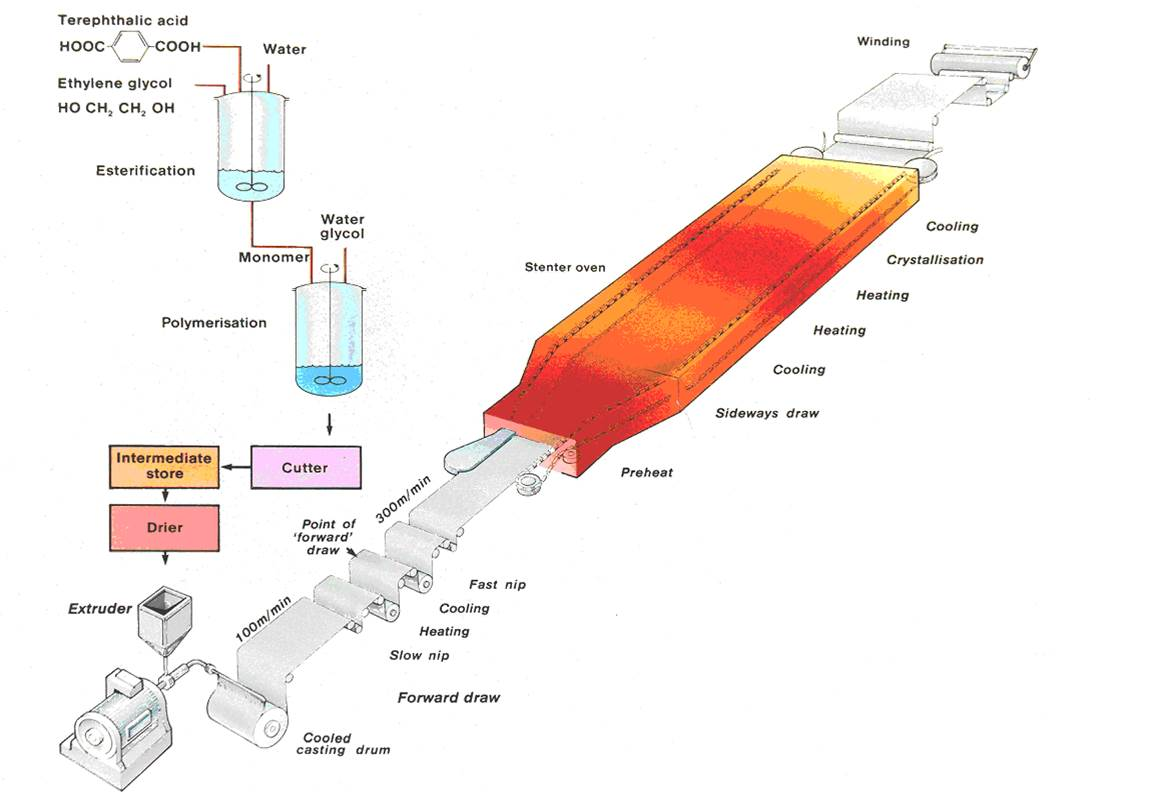 Terephthalic acid
HOOC COOH
Water
Ethylene glycol
HO CH₂ CH₂ OH
Esterification
Water
glycol
Monomer
Polymerisation
Cutter
Intermediate
store
Drier
Extruder
Cooled
casting drum
100m/min
Forward draw
Slow nip
Heating
Cooling
Fast nip
Point of
'forward'
draw
300m/min
Preheat
Sideways draw
Cooling
Heating
Heating
Crystallisation
Cooling
Stenter oven
Winding